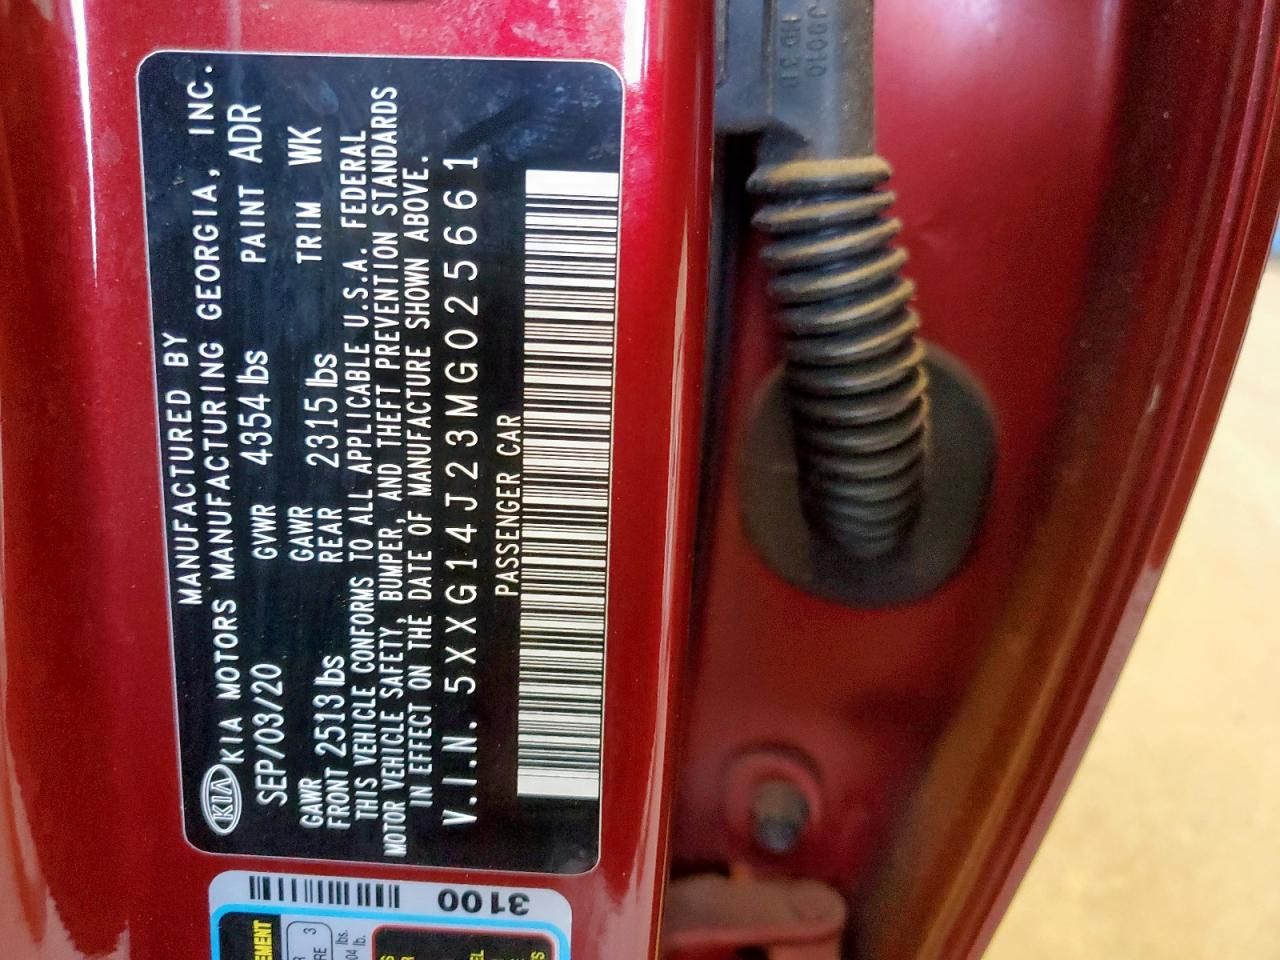 MANUFACTURED BY
KIA KIA MOTORS MANUFACTURING GEORGIA, INC.
SEP/03/20 GVWR 4354 lbs PAINT ADR
GAWR FRONT 2513 lbs GAWR REAR 2315 lbs TRIM WK
THIS VEHICLE CONFORMS TO ALL APPLICABLE U.S.A. FEDERAL
MOTOR VEHICLE SAFETY, BUMPER, AND THEFT PREVENTION STANDARDS
IN EFFECT ON THE DATE OF MANUFACTURE SHOWN ABOVE.
V.I.N. 5XXG14J23MG025661
PASSENGER CAR
3100